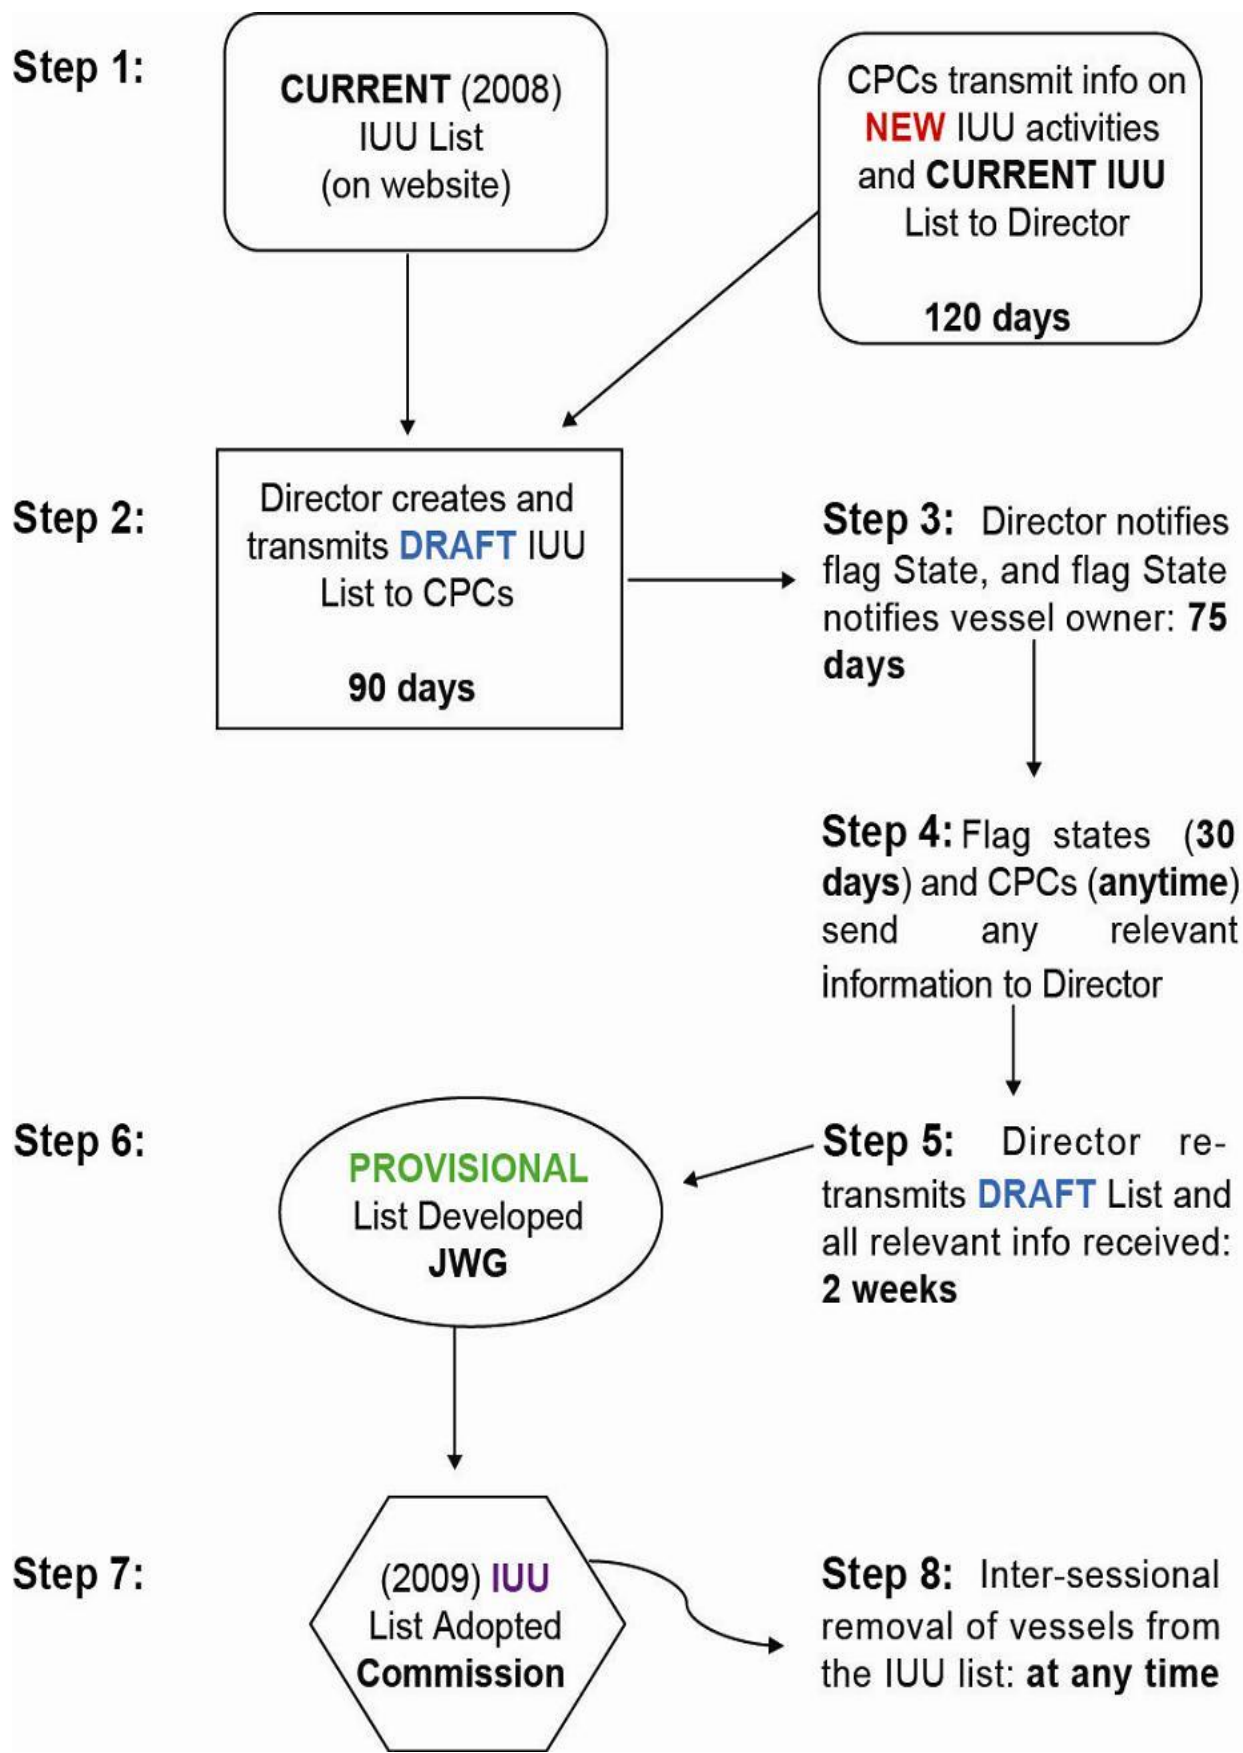 Step 1:
CURRENT (2008)
IUU List
(on website)
CPCs transmit info on
NEW IUU activities
and CURRENT IUU
List to Director
120 days
Step 2:
Director creates and
transmits DRAFT IUU
List to CPCs
90 days
Step 3: Director notifies
flag State, and flag State
notifies vessel owner: 75
days
Step 4: Flag states (30
days) and CPCs (anytime)
send any relevant
information to Director
Step 5: Director re-
transmits DRAFT List and
all relevant info received:
2 weeks
Step 6:
PROVISIONAL
List Developed
JWG
Step 7:
(2009) IUU
List Adopted
Commission
Step 8: Inter-sessional
removal of vessels from
the IUU list: at any time